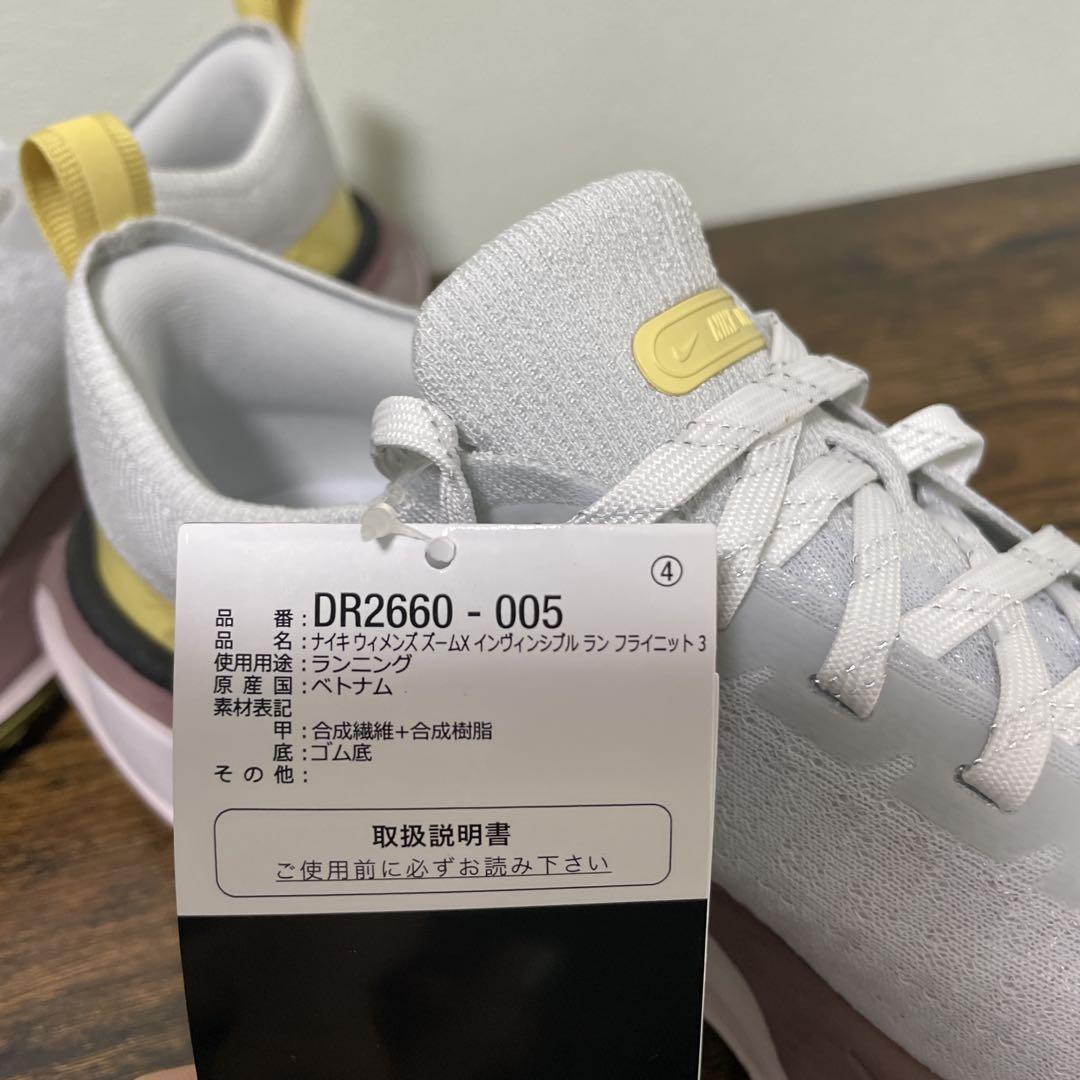 ④
品番:DR2660 - 005
品名:ナイキ ウィメンズ ズームX インヴィンシブル ラン フライニット 3
使用用途:ランニング
原産国:ベトナム
素材表記
甲:合成繊維+合成樹脂
底:ゴム底
その他:
取扱説明書
ご使用前に必ずお読み下さい